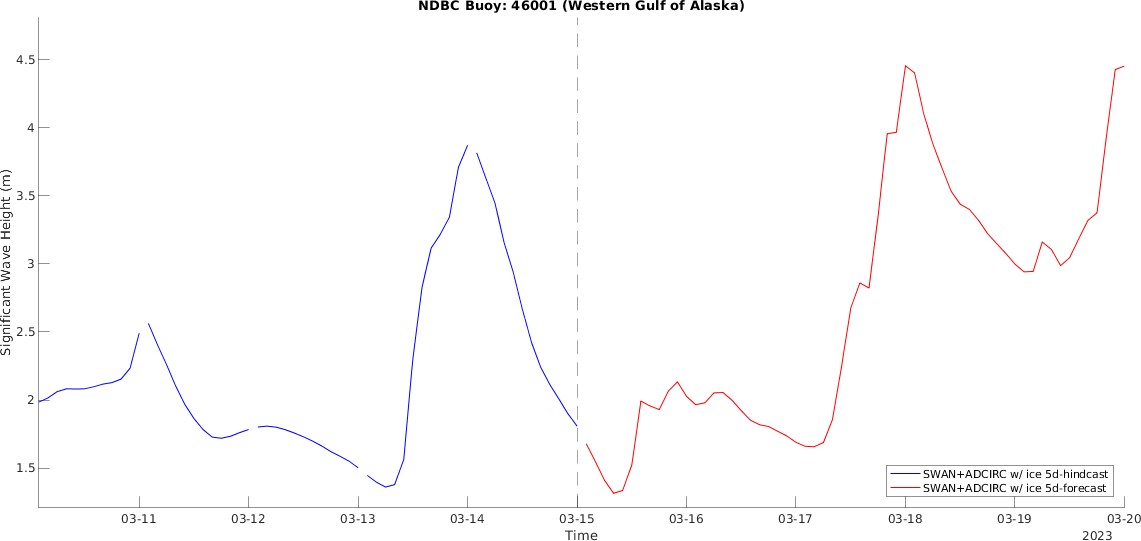 NDBC Buoy: 46001 (Western Gulf of Alaska)
4.5
4
3.5
3
2.5
2
1.5
Significant Wave Height (m)
SWAN+ADCIRC w/ ice 5d-hindcast
SWAN+ADCIRC w/ ice 5d-forecast
03-11 03-12 03-13 03-14 03-15 03-16 03-17 03-18 03-19 03-20
Time
2023